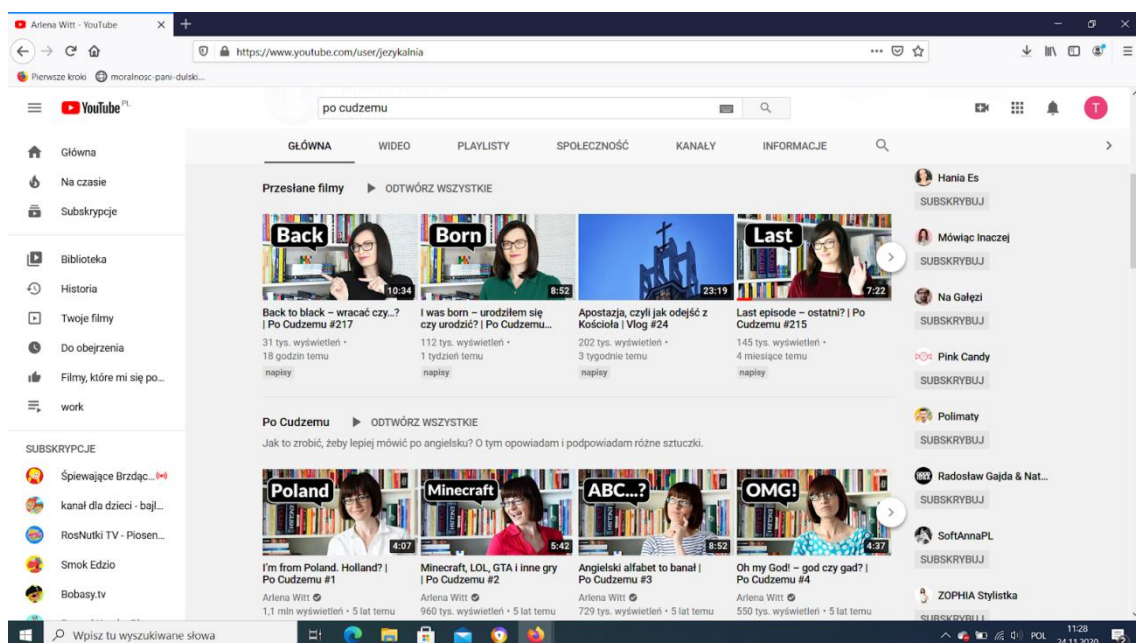 Arlena Witt - YouTube
https://www.youtube.com/user/jezykalnia
Pierwsze kroki moralnosc-pani-dulski...
YouTube PL
po cudzemu
T
Główna
Na czasie
Subskrypcje
Biblioteka
Historia
Twoje filmy
Do obejrzenia
Filmy, które mi się po...
work
SUBSKRYPCJE
Śpiewające Brzdąc...
kanał dla dzieci - bajl...
RosNutki TV - Piosen...
Smok Edzio
Bobasy.tv
GŁÓWNA WIDEO PLAYLISTY SPOŁECZNOŚĆ KANAŁY INFORMACJE
Przesłane filmy ODTWÓRZ WSZYSTKIE
Back
10:34
Back to black – wracać czy...?
| Po Cudzemu #217
31 tys. wyświetleń •
18 godzin temu
napisy
Born
8:52
I was born – urodziłem się
czy urodzić? | Po Cudzemu...
112 tys. wyświetleń •
1 tydzień temu
napisy
23:19
Apostazja, czyli jak odejść z
Kościoła | Vlog #24
202 tys. wyświetleń •
3 tygodnie temu
napisy
Last
7:22
Last episode – ostatni? | Po
Cudzemu #215
145 tys. wyświetleń •
4 miesiące temu
napisy
Po Cudzemu ODTWÓRZ WSZYSTKIE
Jak to zrobić, żeby lepiej mówić po angielsku? O tym opowiadam i podpowiadam różne sztuczki.
Poland
4:07
I'm from Poland. Holland? |
Po Cudzemu #1
Arlena Witt
1,1 mln wyświetleń • 5 lat temu
Minecraft
5:42
Minecraft, LOL, GTA i inne gry
| Po Cudzemu #2
Arlena Witt
960 tys. wyświetleń • 5 lat temu
ABC...?
8:52
Angielski alfabet to banał |
Po Cudzemu #3
Arlena Witt
729 tys. wyświetleń • 5 lat temu
OMG!
4:37
Oh my God! – god czy gad? |
Po Cudzemu #4
Arlena Witt
550 tys. wyświetleń • 5 lat temu
Hania Es
SUBSKRYBUJ
Mówiąc Inaczej
SUBSKRYBUJ
Na Gałęzi
SUBSKRYBUJ
Pink Candy
SUBSKRYBUJ
Polimaty
SUBSKRYBUJ
Radosław Gajda & Nat...
SUBSKRYBUJ
SoftAnnaPL
SUBSKRYBUJ
ZOPHIA Stylistka
SUBSKRYBUJ
Wpisz tu wyszukiwane słowa
POL
11:28
24.11.2020